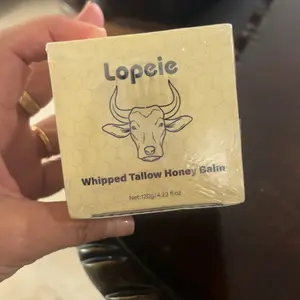 Lopeie
Whipped Tallow Honey Balm
Net:120g/4.23 fl oz